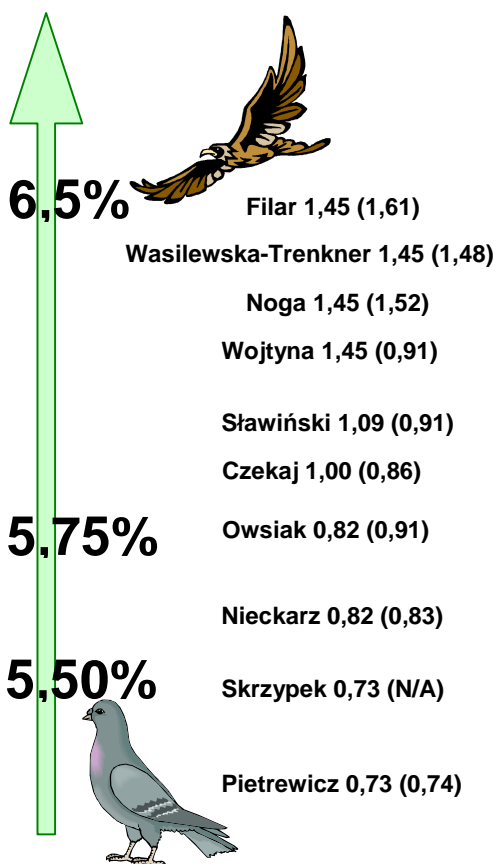 6,5%
Filar 1,45 (1,61)
Wasilewska-Trenkner 1,45 (1,48)
Noga 1,45 (1,52)
Wojtyna 1,45 (0,91)
Sławiński 1,09 (0,91)
Czekaj 1,00 (0,86)
5,75%
Owsiak 0,82 (0,91)
Nieckarz 0,82 (0,83)
5,50%
Skrzypek 0,73 (N/A)
Pietrewicz 0,73 (0,74)